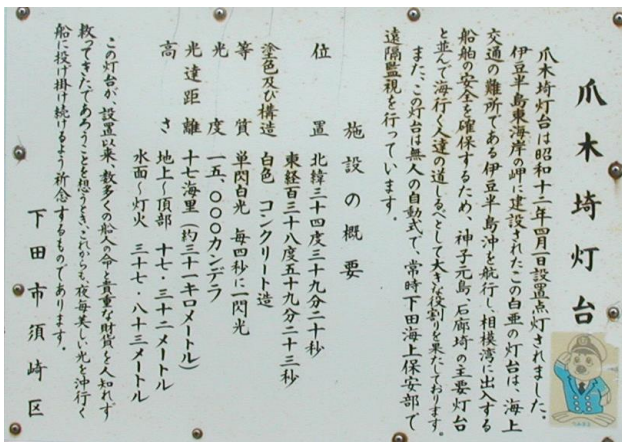 爪木埼灯台
爪木埼灯台は昭和十二年四月一日設置点灯されました。
伊豆半島東海岸の岬に建設されたこの白亜の灯台は、海上
交通の難所である伊豆半島沖を航行し、相模湾に出入する
船舶の安全を確保するため、神子元島、石廊埼の主要灯台
と並んで海行く人達の道しるべとして大きな役割を果たしております。
また、この灯台は無人の自動式で、常時下田海上保安部で
遠隔監視を行っています。
施設の概要
位置 北緯三十四度三十九分二十秒
東経百三十八度五十九分二十三秒
塗色及び構造 白色 コンクリート造
等質 単閃白光 毎四秒に一閃光
光度 一五、〇〇〇カンデラ
光達距離 十七海里(約三十一キロメートル)
高さ 地上~頂部 十七・三十二メートル
水面~灯火 三十七・八十三メートル
この灯台が、設置以来、数多くの船人の命と貴重な財貨を人知れず
救ってきたであろうことを想うとき、これからも、夜毎美しい光を沖行く
船に投げ掛け続けるよう祈念するものであります。
下田市須崎区